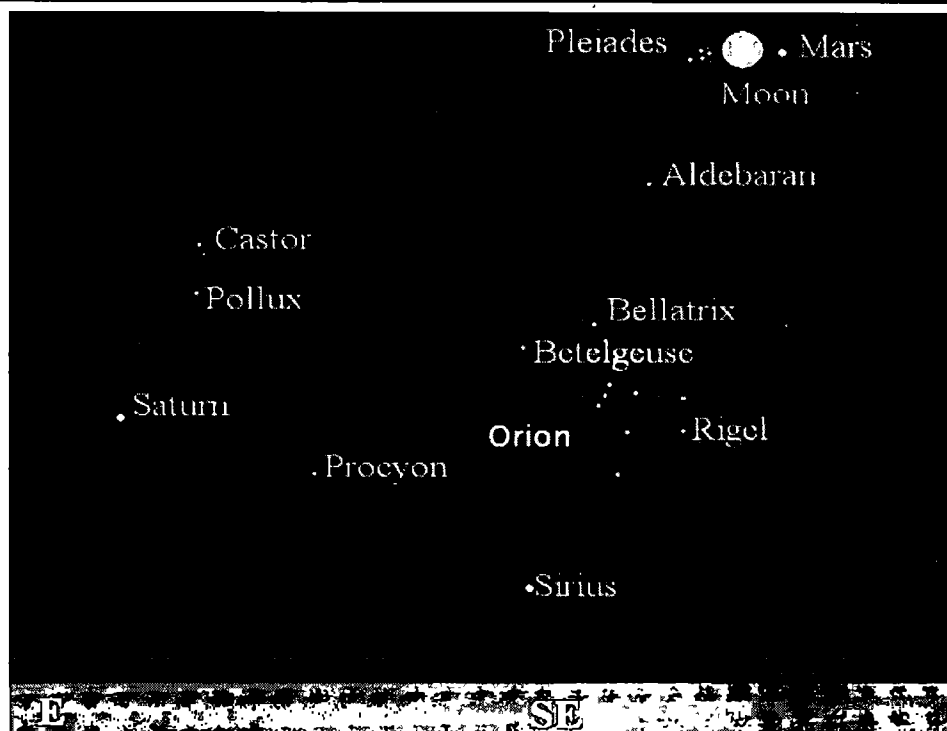 Pleiades
Mars
Moon
Aldebaran
Castor
Pollux
Bellatrix
Betelgeuse
Saturn
Orion
Rigel
Procyon
Sirius
E
SE